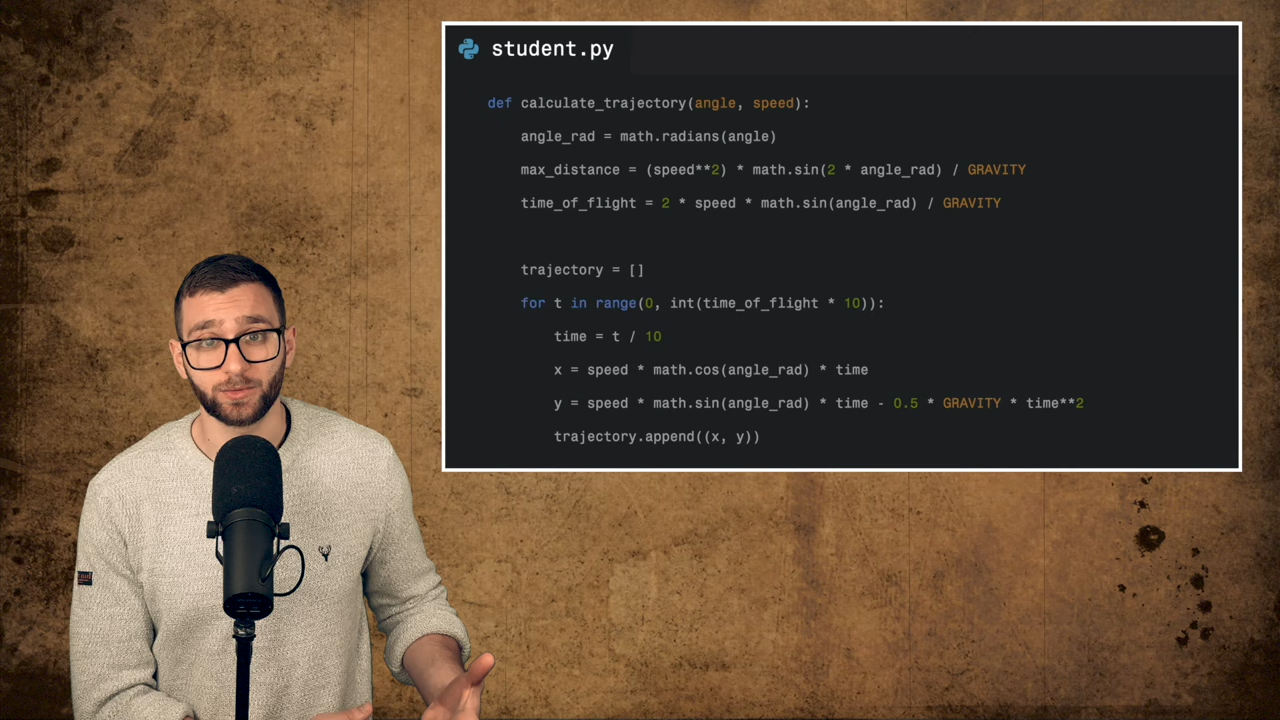 student.py
def calculate_trajectory(angle, speed):
    angle_rad = math.radians(angle)
    max_distance = (speed**2) * math.sin(2 * angle_rad) / GRAVITY
    time_of_flight = 2 * speed * math.sin(angle_rad) / GRAVITY
    trajectory = []
    for t in range(0, int(time_of_flight * 10)):
        time = t / 10
        x = speed * math.cos(angle_rad) * time
        y = speed * math.sin(angle_rad) * time - 0.5 * GRAVITY * time**2
        trajectory.append((x, y))